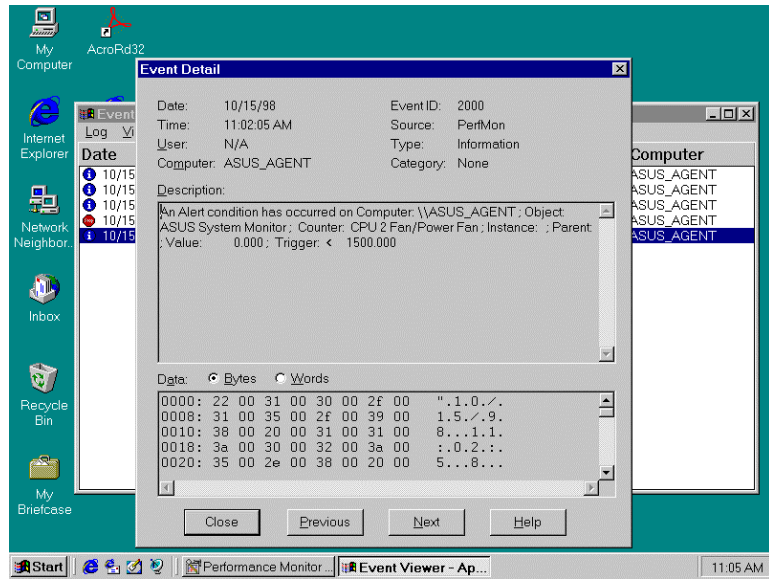 My
Computer
AcroRd32
Internet
Explorer
Network
Neighbor..
Inbox
Recycle
Bin
My
Briefcase
Event
Log Vi
Date
Computer
10/15 ASUS_AGENT
10/15 ASUS_AGENT
10/15 ASUS_AGENT
10/15 ASUS_AGENT
10/15 ASUS_AGENT
Event Detail
Date: 10/15/98 Event ID: 2000
Time: 11:02:05 AM Source: PerfMon
User: N/A Type: Information
Computer: ASUS_AGENT Category: None
Description:
An Alert condition has occurred on Computer: \\ASUS_AGENT ; Object:
ASUS System Monitor ; Counter: CPU 2 Fan/Power Fan ; Instance: ; Parent:
; Value: 0.000 ; Trigger: < 1500.000
Data: Bytes Words
0000: 22 00 31 00 30 00 2f 00 ".1.0./.
0008: 31 00 35 00 2f 00 39 00 1.5./.9.
0010: 38 00 20 00 31 00 31 00 8...1.1.
0018: 3a 00 30 00 32 00 3a 00 :.0.2.:.
0020: 35 00 2e 00 38 00 20 00 5...8...
Close Previous Next Help
Start Performance Monitor ... Event Viewer - Ap... 11:05 AM